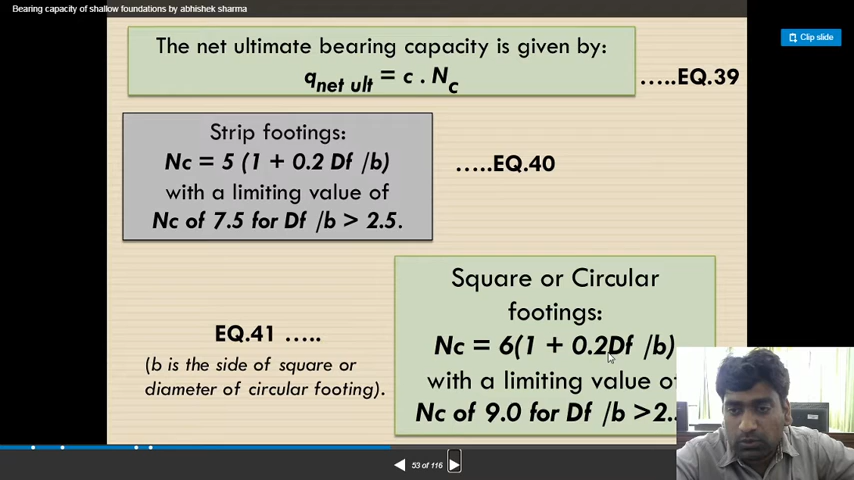 Bearing capacity of shallow foundations by abhishek sharma
Clip slide
The net ultimate bearing capacity is given by:
qnet ult = c . Nc
.....EQ.39
Strip footings:
Nc = 5 (1 + 0.2 Df /b)
with a limiting value of
Nc of 7.5 for Df /b > 2.5.
.....EQ.40
Square or Circular
footings:
Nc = 6(1 + 0.2Df /b)
with a limiting value
Nc of 9.0 for Df /b >2.
EQ.41 .....
(b is the side of square or
diameter of circular footing).
53 of 116